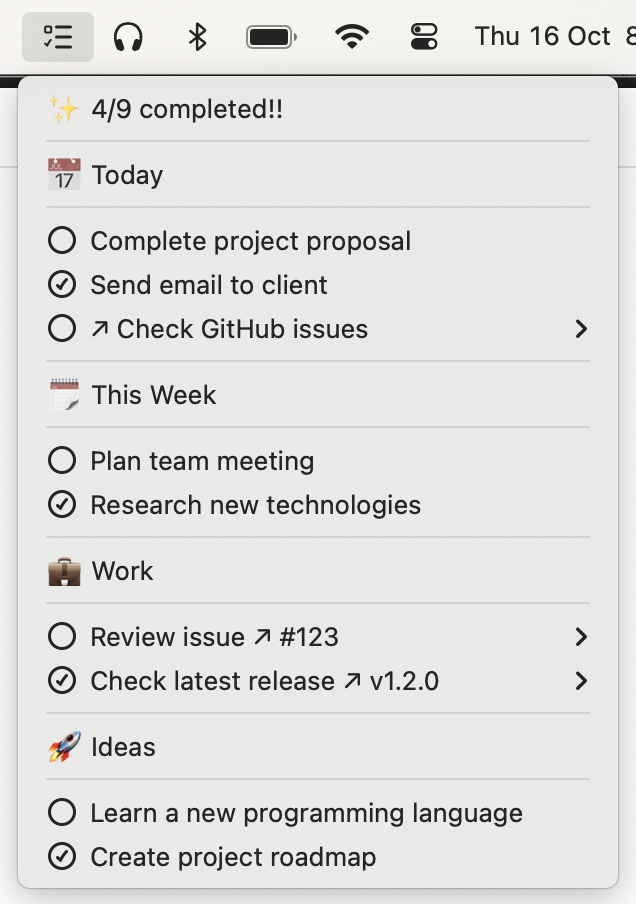 Thu 16 Oct
✨ 4/9 completed!!
JUL 17 Today
Complete project proposal
Send email to client
↗ Check GitHub issues
This Week
Plan team meeting
Research new technologies
Work
Review issue ↗ #123
Check latest release ↗ v1.2.0
Ideas
Learn a new programming language
Create project roadmap